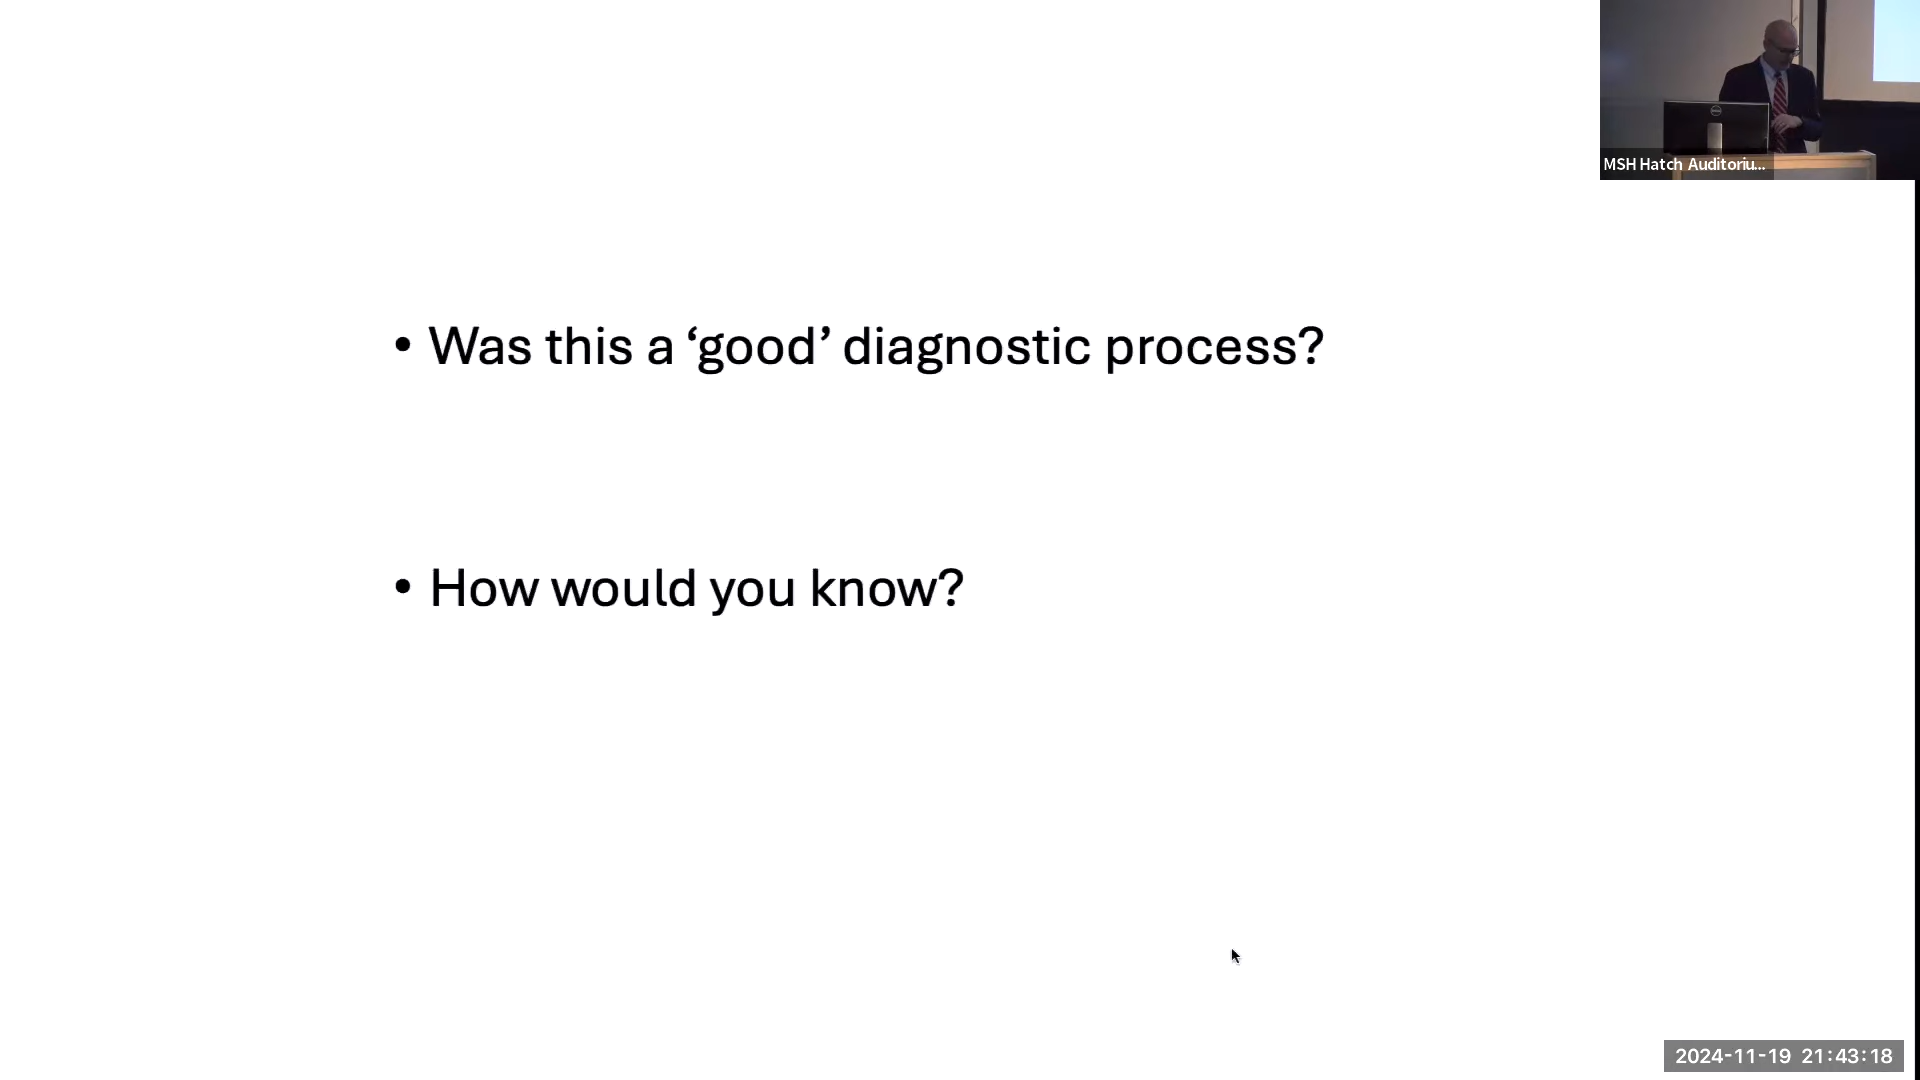 MSH Hatch Auditoriu...
• Was this a ‘good’ diagnostic process?
• How would you know?
2024-11-19 21:43:18